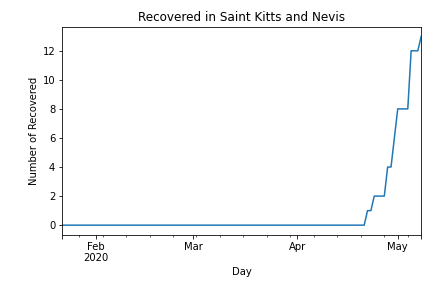 Recovered in Saint Kitts and Nevis
Number of Recovered
12
10
8
6
4
2
0
Feb
2020
Mar
Apr
May
Day